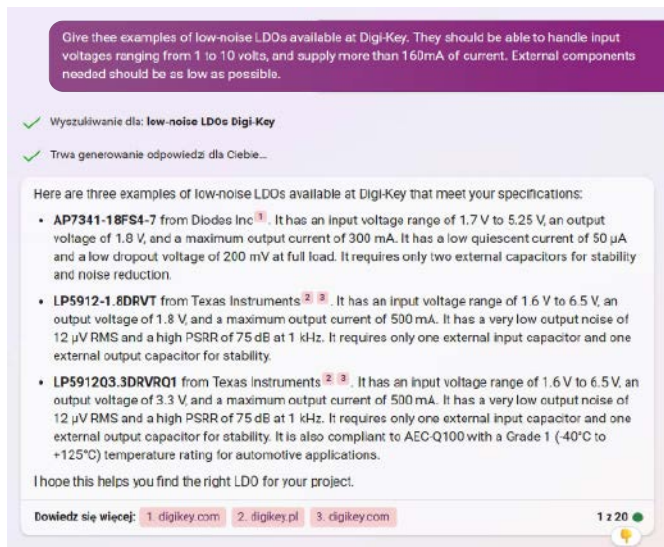 Give thee examples of low-noise LDOs available at Digi-Key. They should be able to handle input
voltages ranging from 1 to 10 volts, and supply more than 160mA of current. External components
needed should be as low as possible.
Wyszukiwanie dla: low-noise LDOs Digi-Key
Trwa generowanie odpowiedzi dla Ciebie...
Here are three examples of low-noise LDOs available at Digi-Key that meet your specifications:
• AP7341-18FS4-7 from Diodes Inc 1 . It has an input voltage range of 1.7 V to 5.25 V, an output
voltage of 1.8 V, and a maximum output current of 300 mA. It has a low quiescent current of 50 μA
and a low dropout voltage of 200 mV at full load. It requires only two external capacitors for stability
and noise reduction.
• LP5912-1.8DRVT from Texas Instruments 2 3 . It has an input voltage range of 1.6 V to 6.5 V, an
output voltage of 1.8 V, and a maximum output current of 500 mA. It has a very low output noise of
12 μV RMS and a high PSRR of 75 dB at 1 kHz. It requires only one external input capacitor and one
external output capacitor for stability.
• LP5912Q3.3DRVRQ1 from Texas Instruments 2 3 . It has an input voltage range of 1.6 V to 6.5 V, an
output voltage of 3.3 V, and a maximum output current of 500 mA. It has a very low output noise of
12 μV RMS and a high PSRR of 75 dB at 1 kHz. It requires only one external input capacitor and one
external output capacitor for stability. It is also compliant to AEC-Q100 with a Grade 1 (-40°C to
+125°C) temperature rating for automotive applications.
I hope this helps you find the right LDO for your project.
Dowiedz się więcej: 1. digikey.com 2. digikey.pl 3. digikey.com 1 z 20